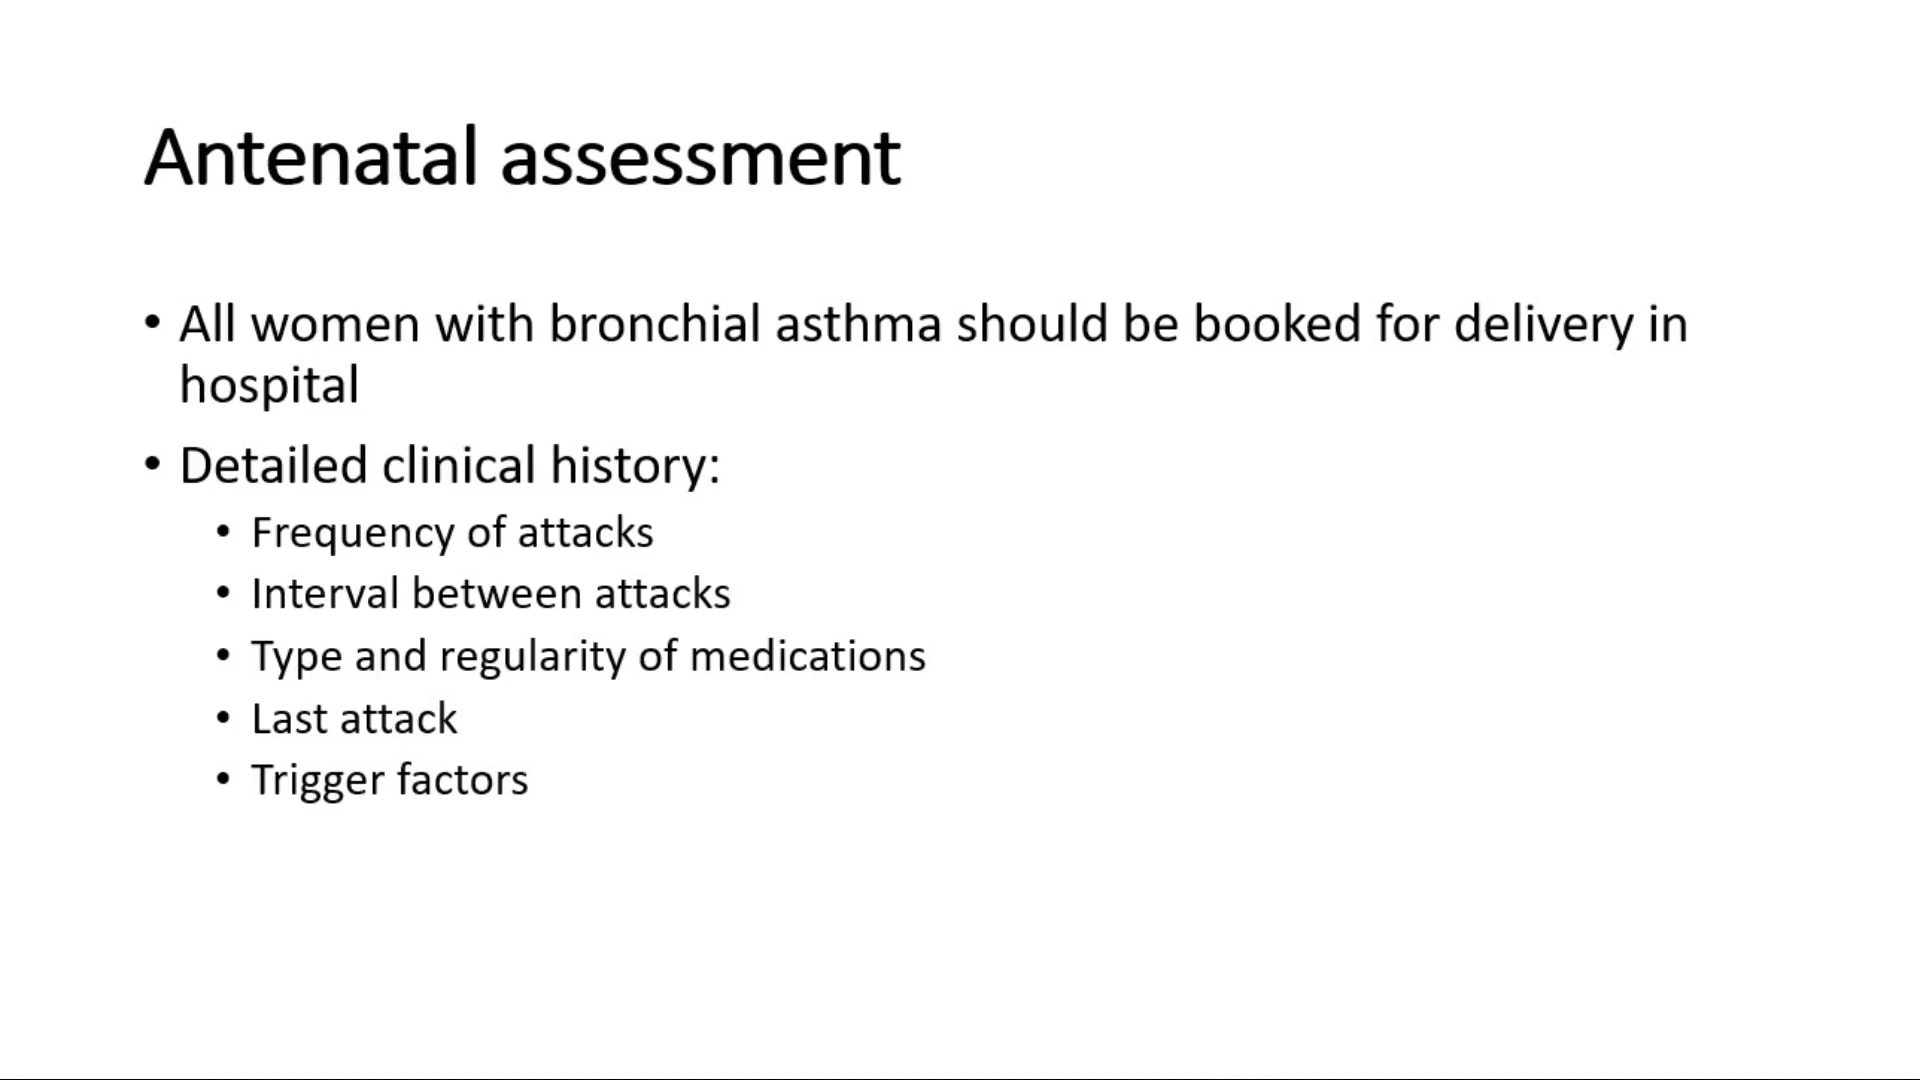 Antenatal assessment
• All women with bronchial asthma should be booked for delivery in
hospital
• Detailed clinical history:
• Frequency of attacks
• Interval between attacks
• Type and regularity of medications
• Last attack
• Trigger factors